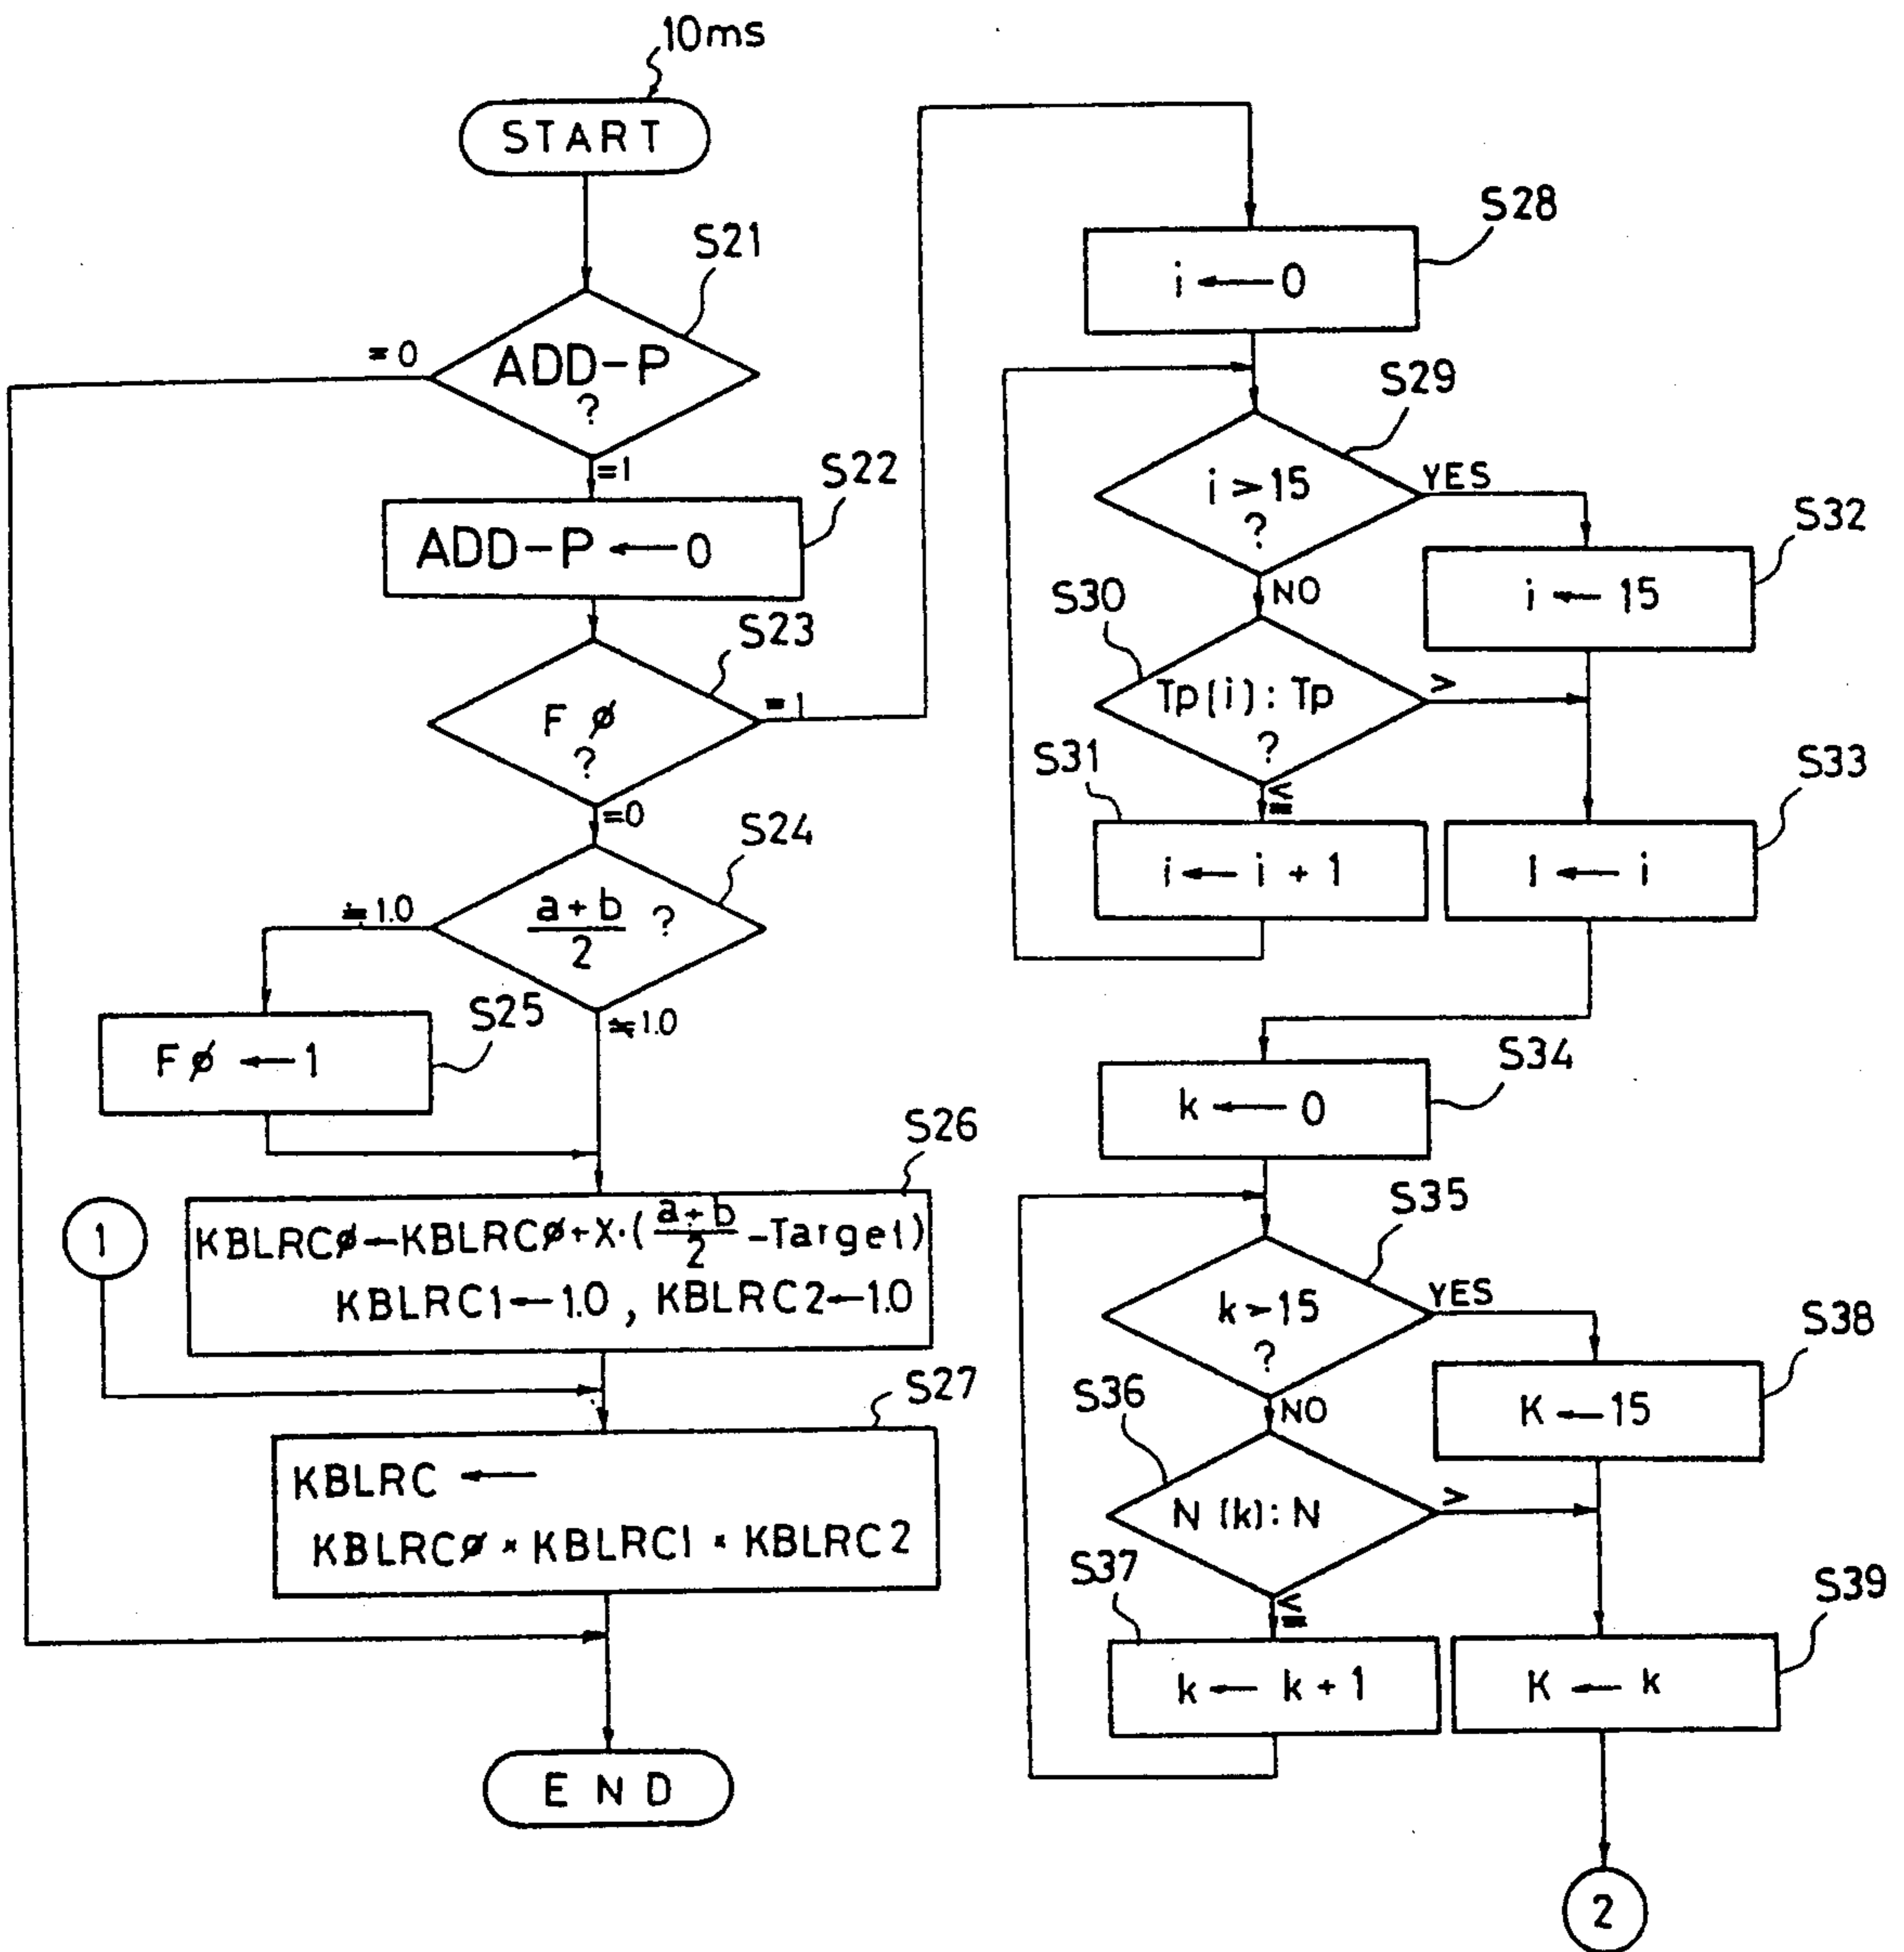 10ms
START
S21
ADD-P
?
=0
=1
S22
ADD-P ← 0
S23
Fø
?
=1
=0
S24
a+b
2
?
≒1.0
≒̸1.0
S25
Fø ← 1
S26
1
KBLRCø←KBLRCø+X·(a+b/2 -Target)
KBLRC1←1.0 , KBLRC2←1.0
S27
KBLRC ←
KBLRCø × KBLRC1 × KBLRC2
END
S28
i ← 0
S29
i > 15
?
YES
NO
S32
i ← 15
S30
Tp(i): Tp
?
>
≦
S31
i ← i + 1
S33
I ← i
S34
k ← 0
S35
k > 15
?
YES
NO
S38
K ← 15
S36
N (k): N
>
≦
S37
k ← k + 1
S39
K ← k
2